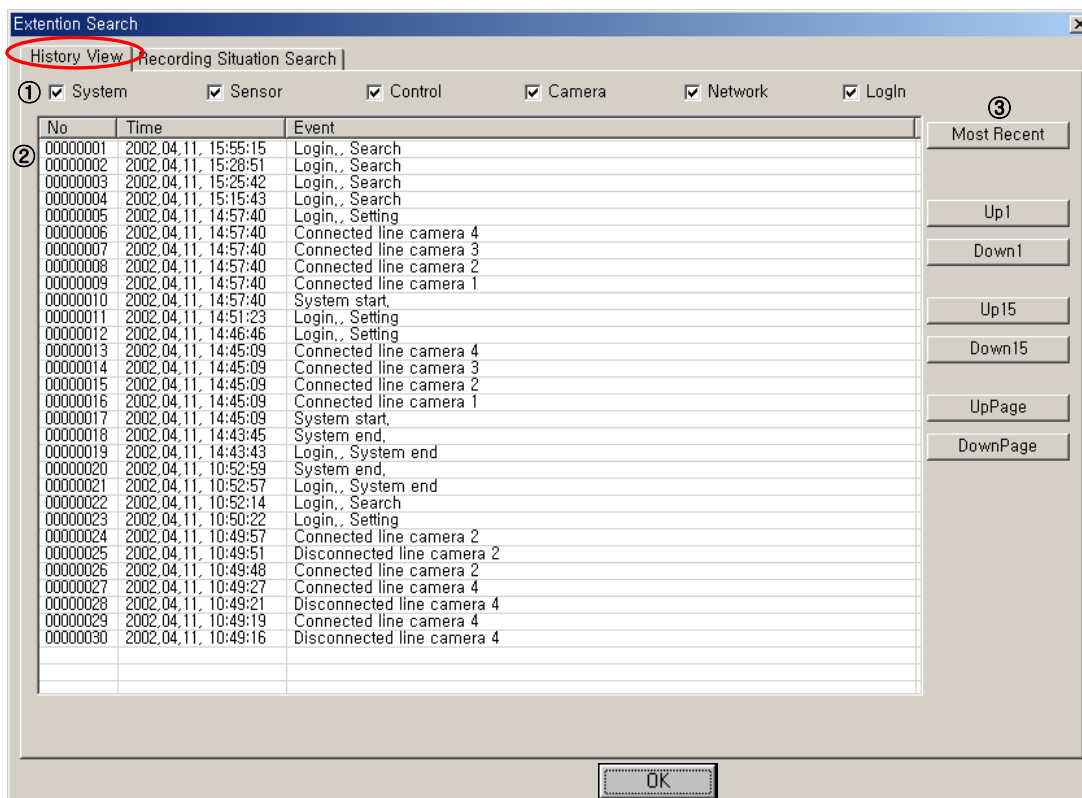 Extention Search
History View Recording Situation Search
① System Sensor Control Camera Network LogIn
③
No Time Event
Most Recent
②
00000001 2002,04,11, 15:55:15 Login,, Search
00000002 2002,04,11, 15:28:51 Login,, Search
00000003 2002,04,11, 15:25:42 Login,, Search
00000004 2002,04,11, 15:15:43 Login,, Search
00000005 2002,04,11, 14:57:40 Login,, Setting
00000006 2002,04,11, 14:57:40 Connected line camera 4
00000007 2002,04,11, 14:57:40 Connected line camera 3
00000008 2002,04,11, 14:57:40 Connected line camera 2
00000009 2002,04,11, 14:57:40 Connected line camera 1
00000010 2002,04,11, 14:57:40 System start,
00000011 2002,04,11, 14:51:23 Login,, Setting
00000012 2002,04,11, 14:46:46 Login,, Setting
00000013 2002,04,11, 14:45:09 Connected line camera 4
00000014 2002,04,11, 14:45:09 Connected line camera 3
00000015 2002,04,11, 14:45:09 Connected line camera 2
00000016 2002,04,11, 14:45:09 Connected line camera 1
00000017 2002,04,11, 14:45:09 System start,
00000018 2002,04,11, 14:43:45 System end,
00000019 2002,04,11, 14:43:43 Login,, System end
00000020 2002,04,11, 10:52:59 System end,
00000021 2002,04,11, 10:52:57 Login,, System end
00000022 2002,04,11, 10:52:14 Login,, Search
00000023 2002,04,11, 10:50:22 Login,, Setting
00000024 2002,04,11, 10:49:57 Connected line camera 2
00000025 2002,04,11, 10:49:51 Disconnected line camera 2
00000026 2002,04,11, 10:49:48 Connected line camera 2
00000027 2002,04,11, 10:49:27 Connected line camera 4
00000028 2002,04,11, 10:49:21 Disconnected line camera 4
00000029 2002,04,11, 10:49:19 Connected line camera 4
00000030 2002,04,11, 10:49:16 Disconnected line camera 4
Up1
Down1
Up15
Down15
UpPage
DownPage
OK